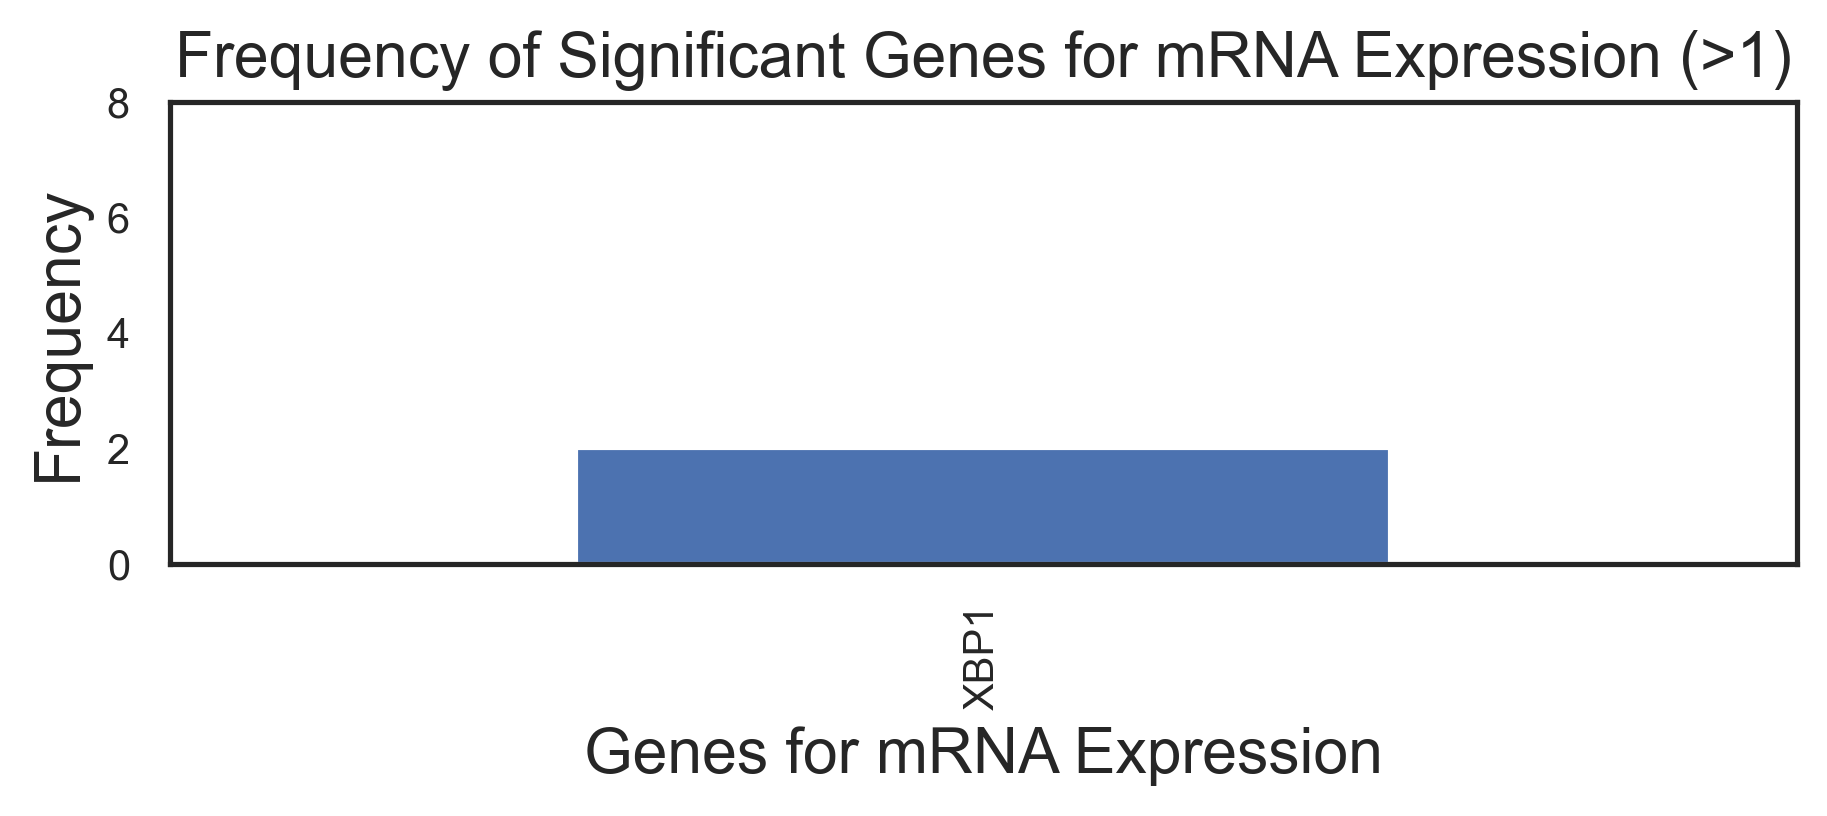 Frequency of Significant Genes for mRNA Expression (>1)
8
6
4
2
0
Frequency
XBP1
Genes for mRNA Expression